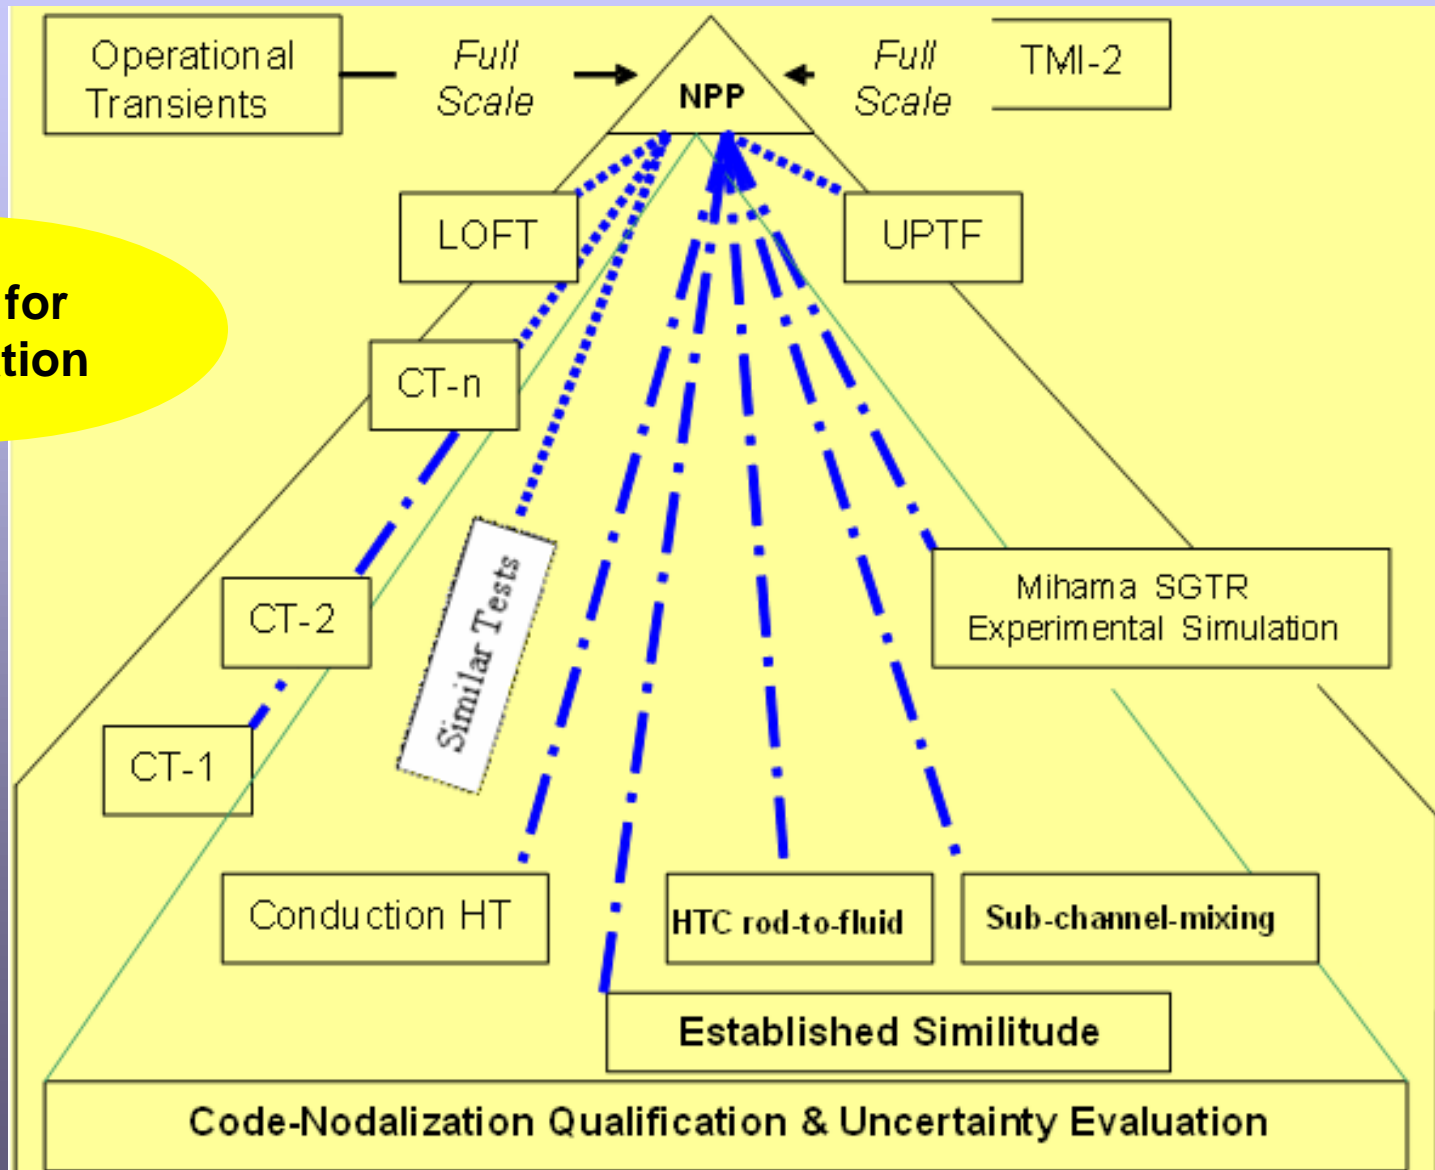 Operational
Transients
Full
Scale
NPP
Full
Scale
TMI-2
LOFT
UPTF
for
CT-n
Similar Tests
Mihama SGTR
Experimental Simulation
CT-2
CT-1
Conduction HT
HTC rod-to-fluid
Sub-channel-mixing
Established Similitude
Code-Nodalization Qualification & Uncertainty Evaluation